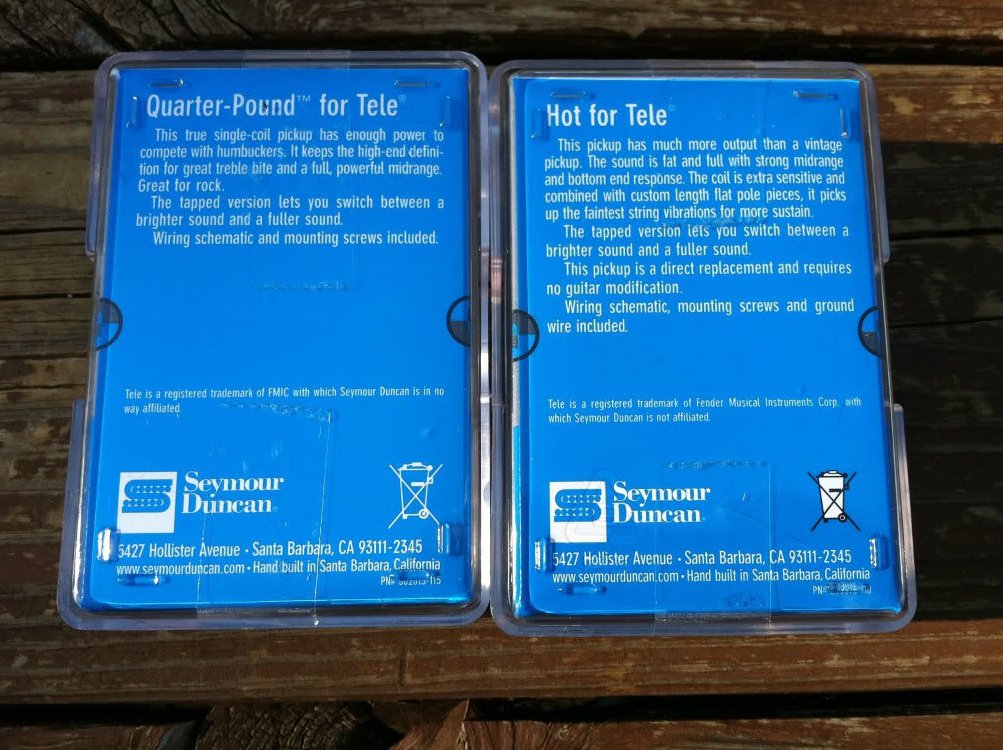 Quarter-Pound™ for Tele®
This true single-coil pickup has enough power to
compete with humbuckers. It keeps the high-end defini-
tion for great treble bite and a full, powerful midrange.
Great for rock.
The tapped version lets you switch between a
brighter sound and a fuller sound.
Wiring schematic and mounting screws included.
Tele is a registered trademark of FMIC with which Seymour Duncan is in no
way affiliated.
Seymour
Duncan
5427 Hollister Avenue • Santa Barbara, CA 93111-2345
www.seymourduncan.com • Hand built in Santa Barbara, California
PN#
Hot for Tele®
This pickup has much more output than a vintage
pickup. The sound is fat and full with strong midrange
and bottom end response. The coil is extra sensitive and
combined with custom length flat pole pieces, it picks
up the faintest string vibrations for more sustain.
The tapped version lets you switch between a
brighter sound and a fuller sound.
This pickup is a direct replacement and requires
no guitar modification.
Wiring schematic, mounting screws and ground
wire included.
Tele is a registered trademark of Fender Musical Instruments Corp. with
which Seymour Duncan is not affiliated.
Seymour
Duncan
5427 Hollister Avenue • Santa Barbara, CA 93111-2345
www.seymourduncan.com • Hand built in Santa Barbara, California
PN#